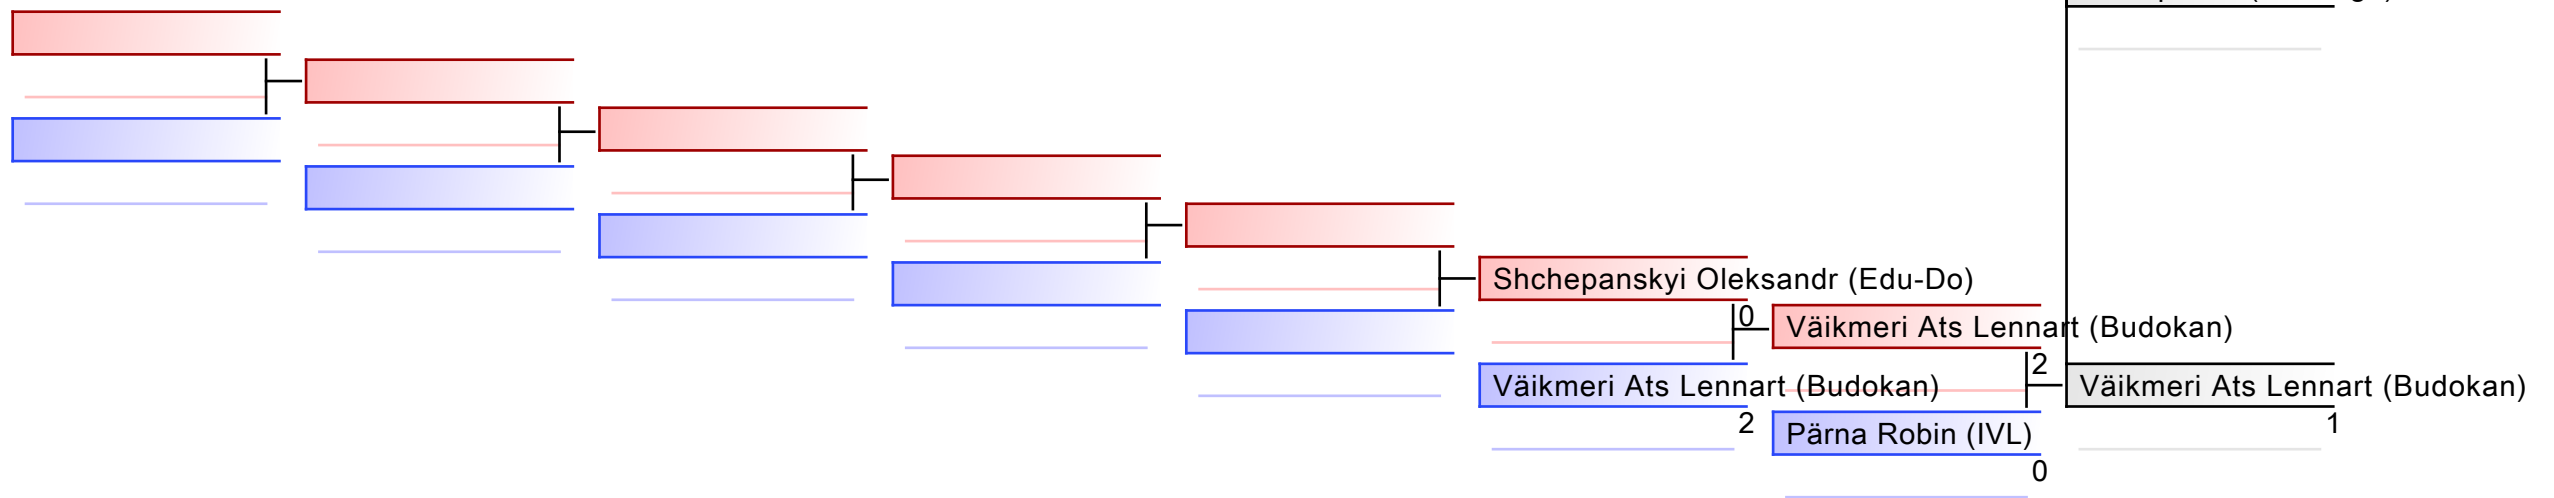 Shchepanskyi Oleksandr (Edu-Do)
0
Väikmeri Ats Lennart (Budokan)
2
Väikmeri Ats Lennart (Budokan)
2
Pärna Robin (IVL)
0
Väikmeri Ats Lennart (Budokan)
1